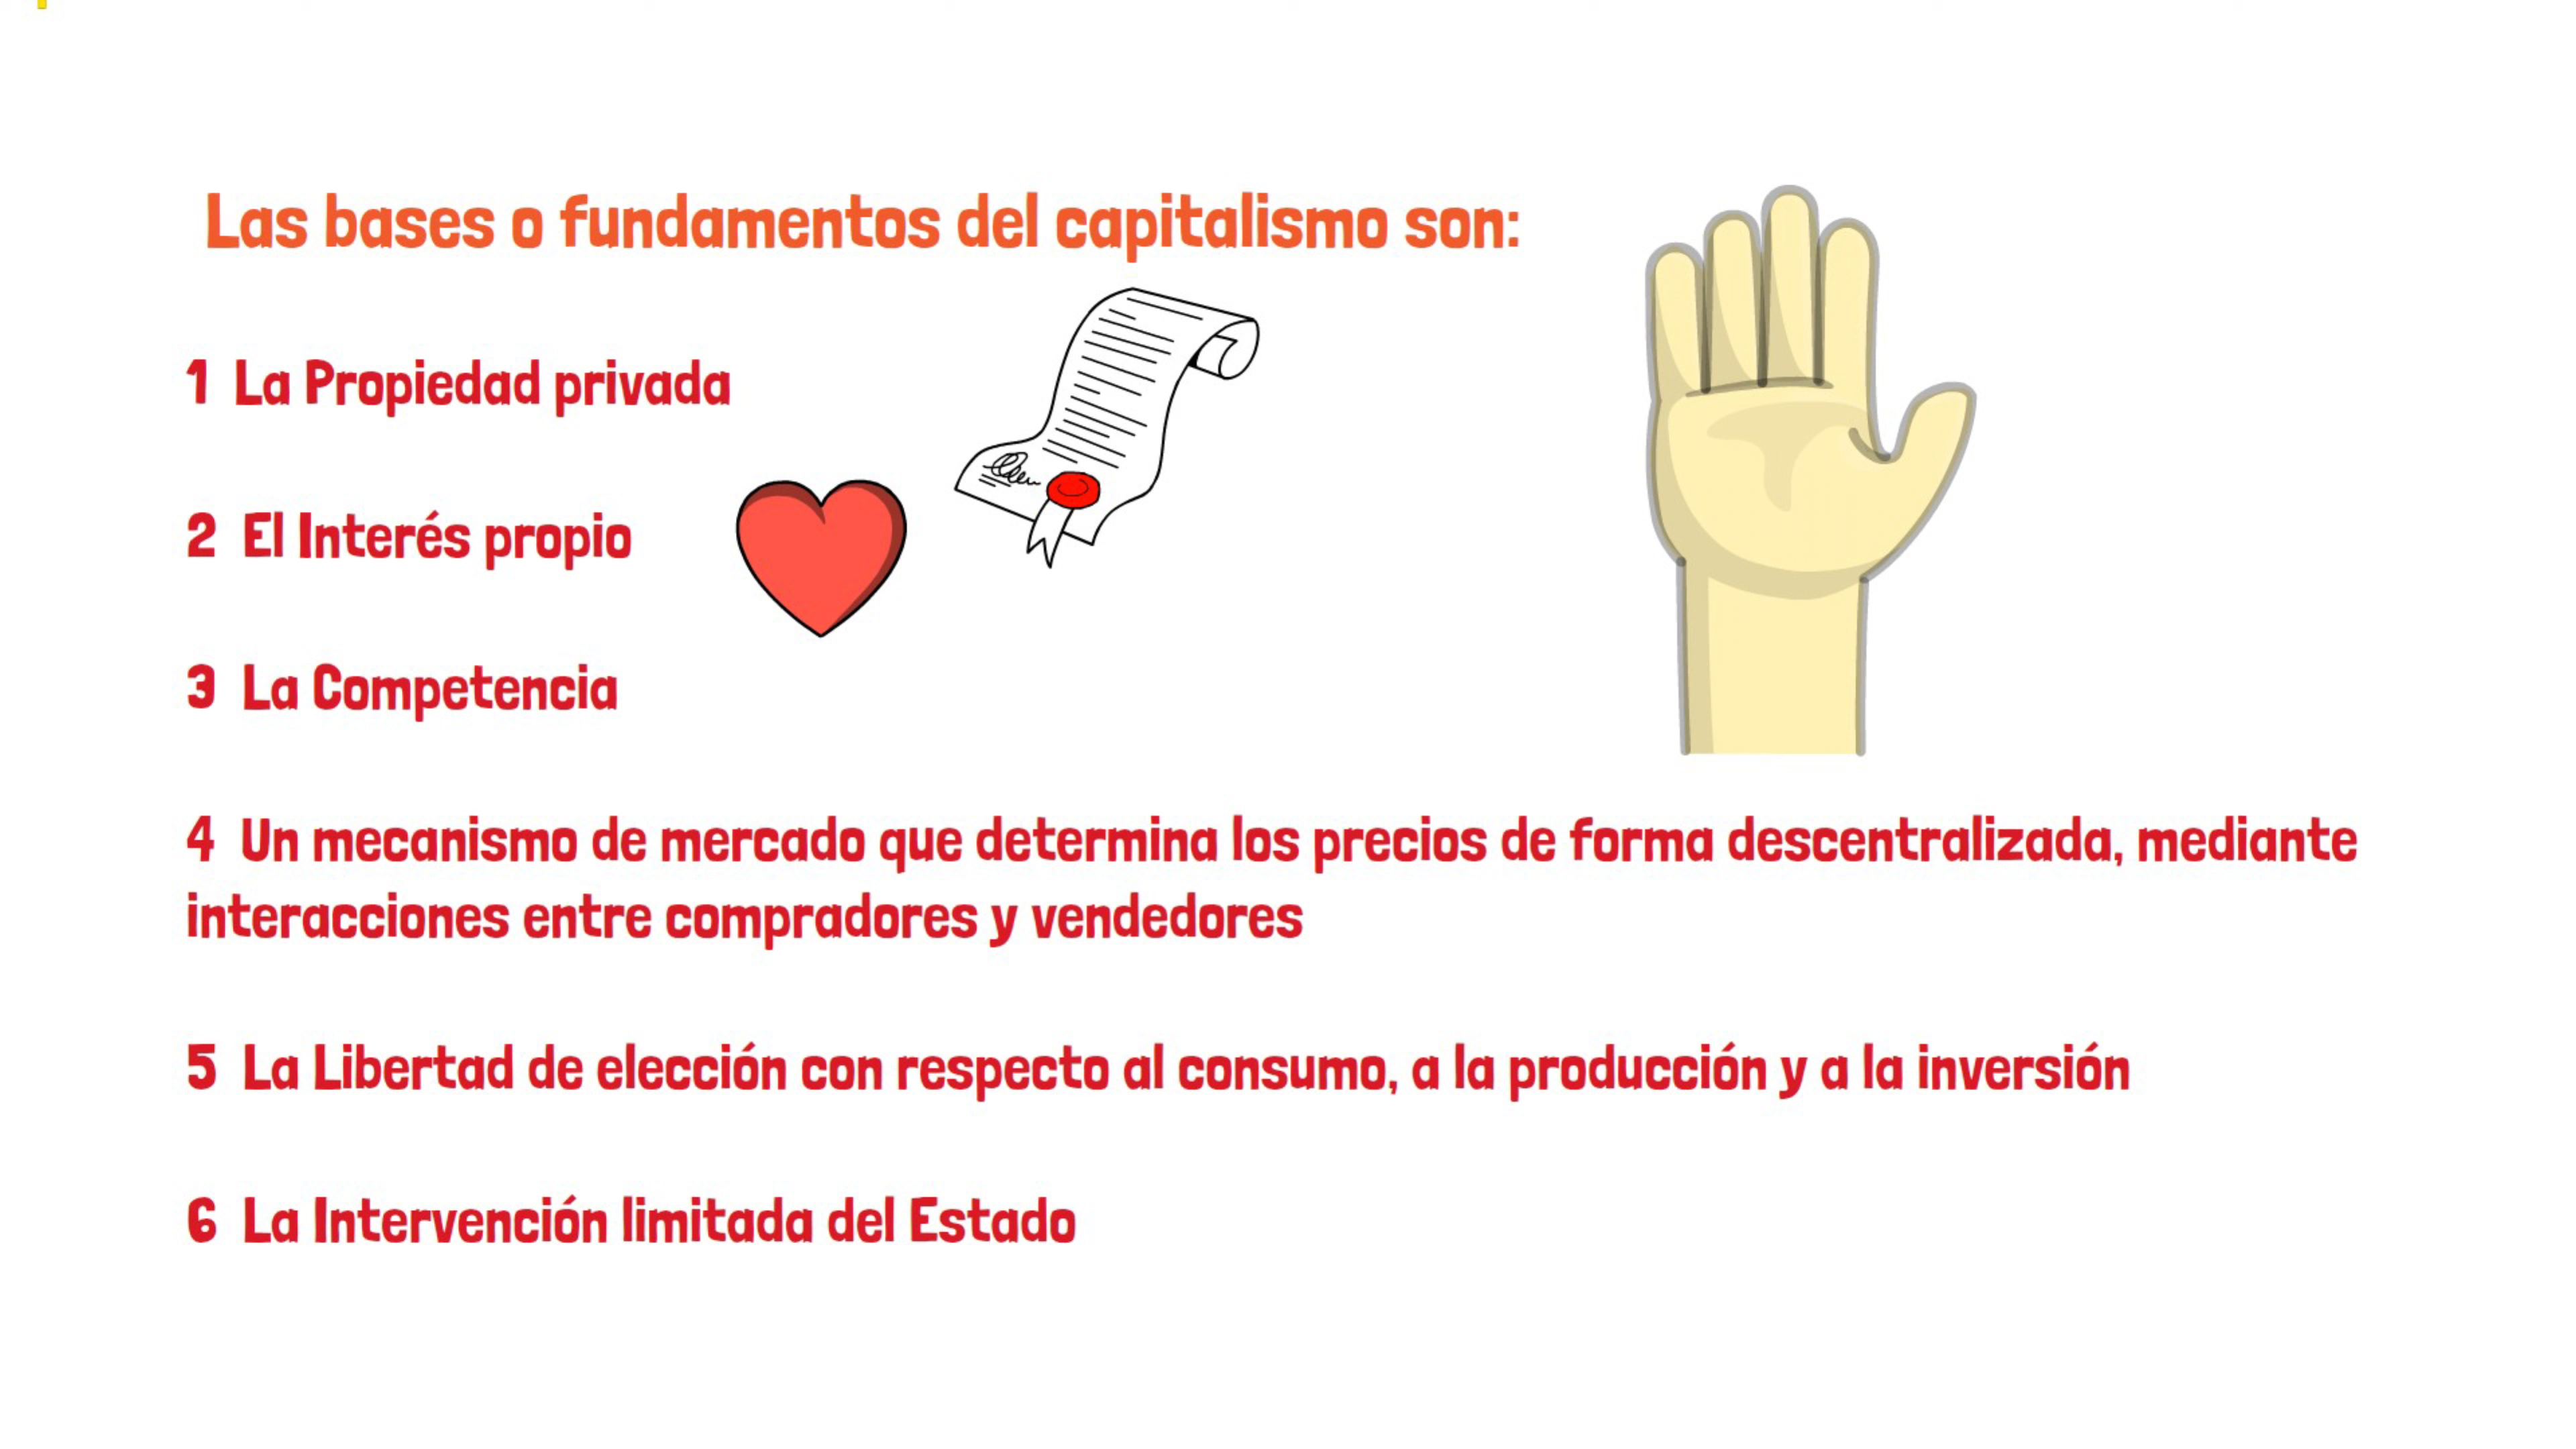 Las bases o fundamentos del capitalismo son:
1 La Propiedad privada
2 El Interés propio
3 La Competencia
4 Un mecanismo de mercado que determina los precios de forma descentralizada, mediante
interacciones entre compradores y vendedores
5 La Libertad de elección con respecto al consumo, a la producción y a la inversión
6 La Intervención limitada del Estado